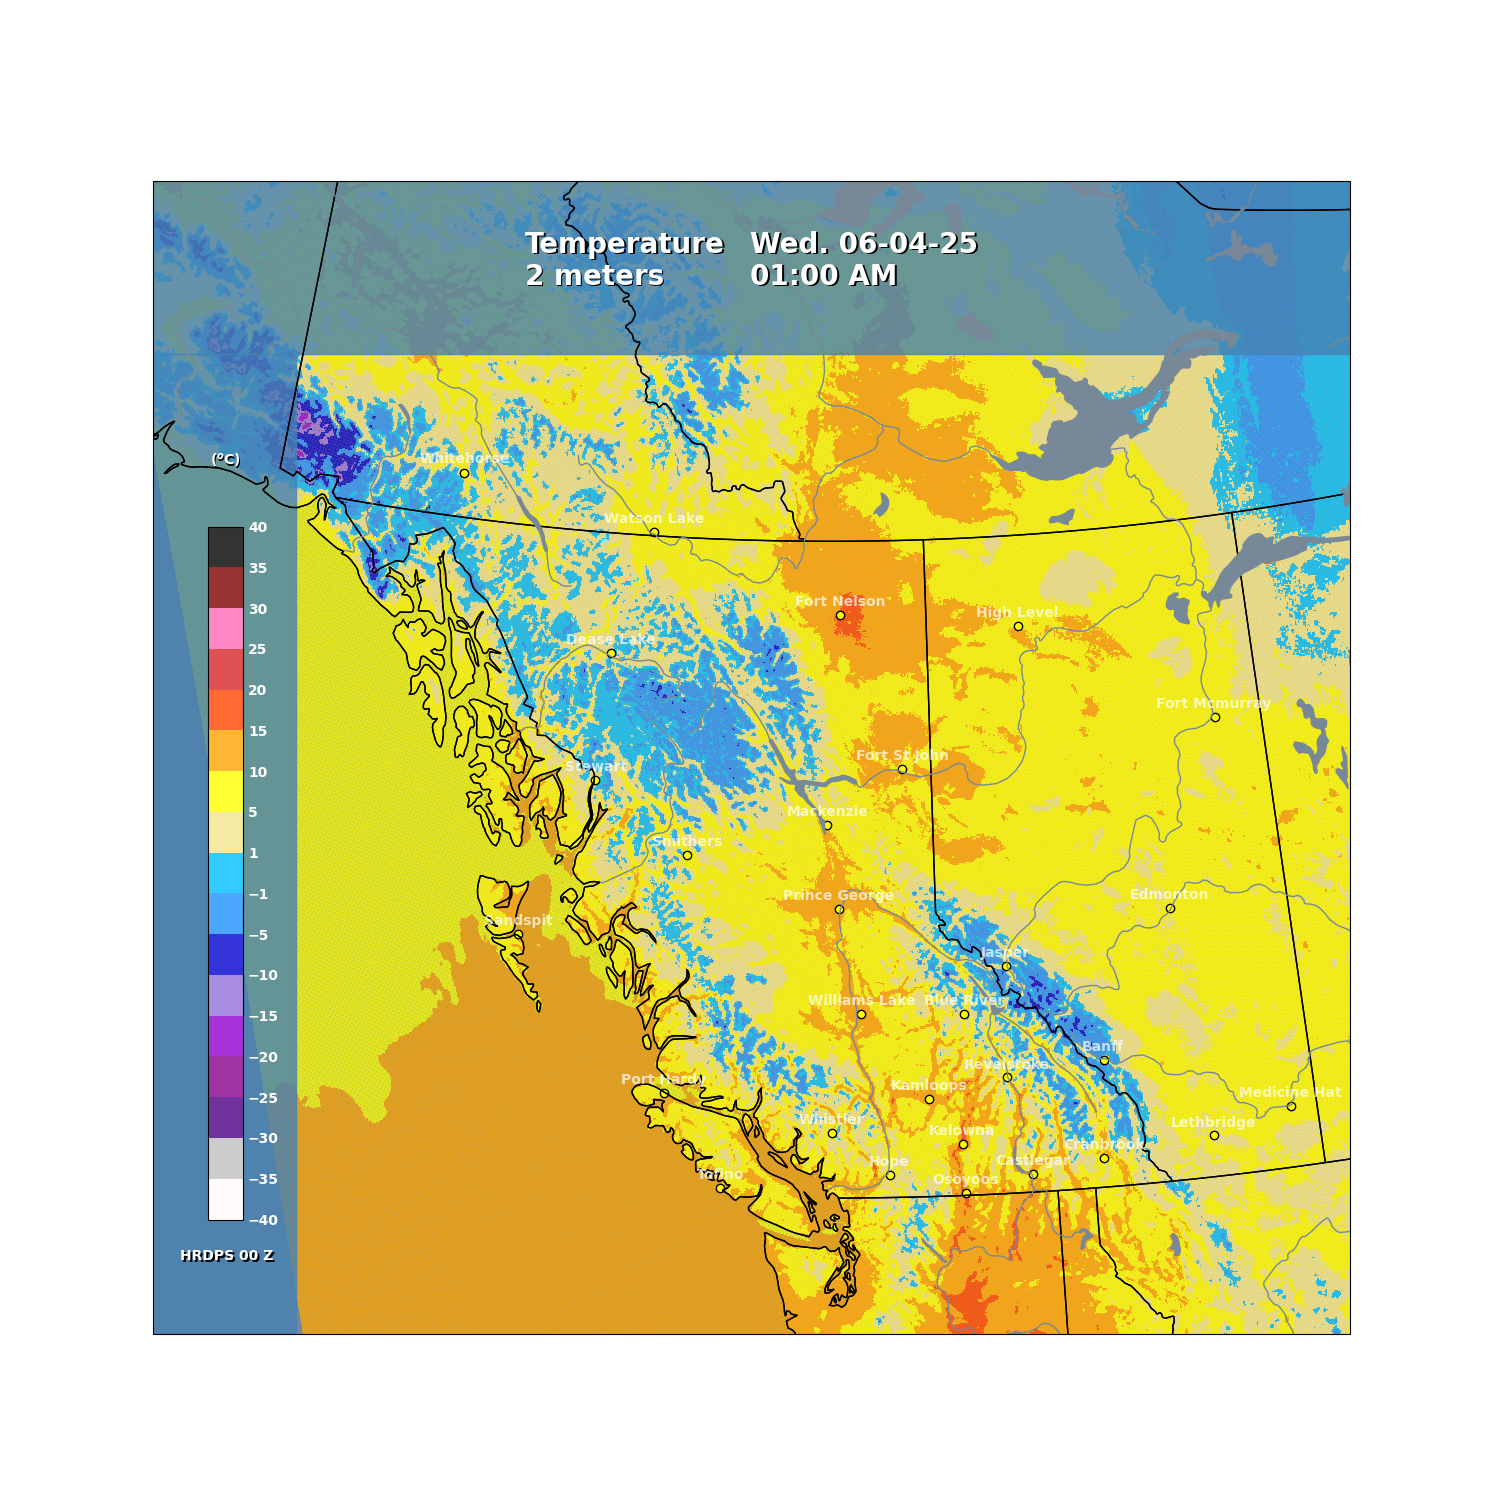 Temperature Wed. 06-04-25
2 meters 01:00 AM
(°C)
Whitehorse
Watson Lake
40
35
30
25
20
15
10
5
1
−1
−5
−10
−15
−20
−25
−30
−35
−40
Fort Nelson
High Level
Dease Lake
Fort Mcmurray
Fort St John
Stewart
Mackenzie
Smithers
Prince George
Edmonton
Sandspit
Jasper
Williams Lake
Blue River
Banff
Revelstoke
Port Hardy
Kamloops
Medicine Hat
Whistler
Lethbridge
Kelowna
Cranbrook
Hope
Castlegar
Tofino
Osoyoos
HRDPS 00 Z